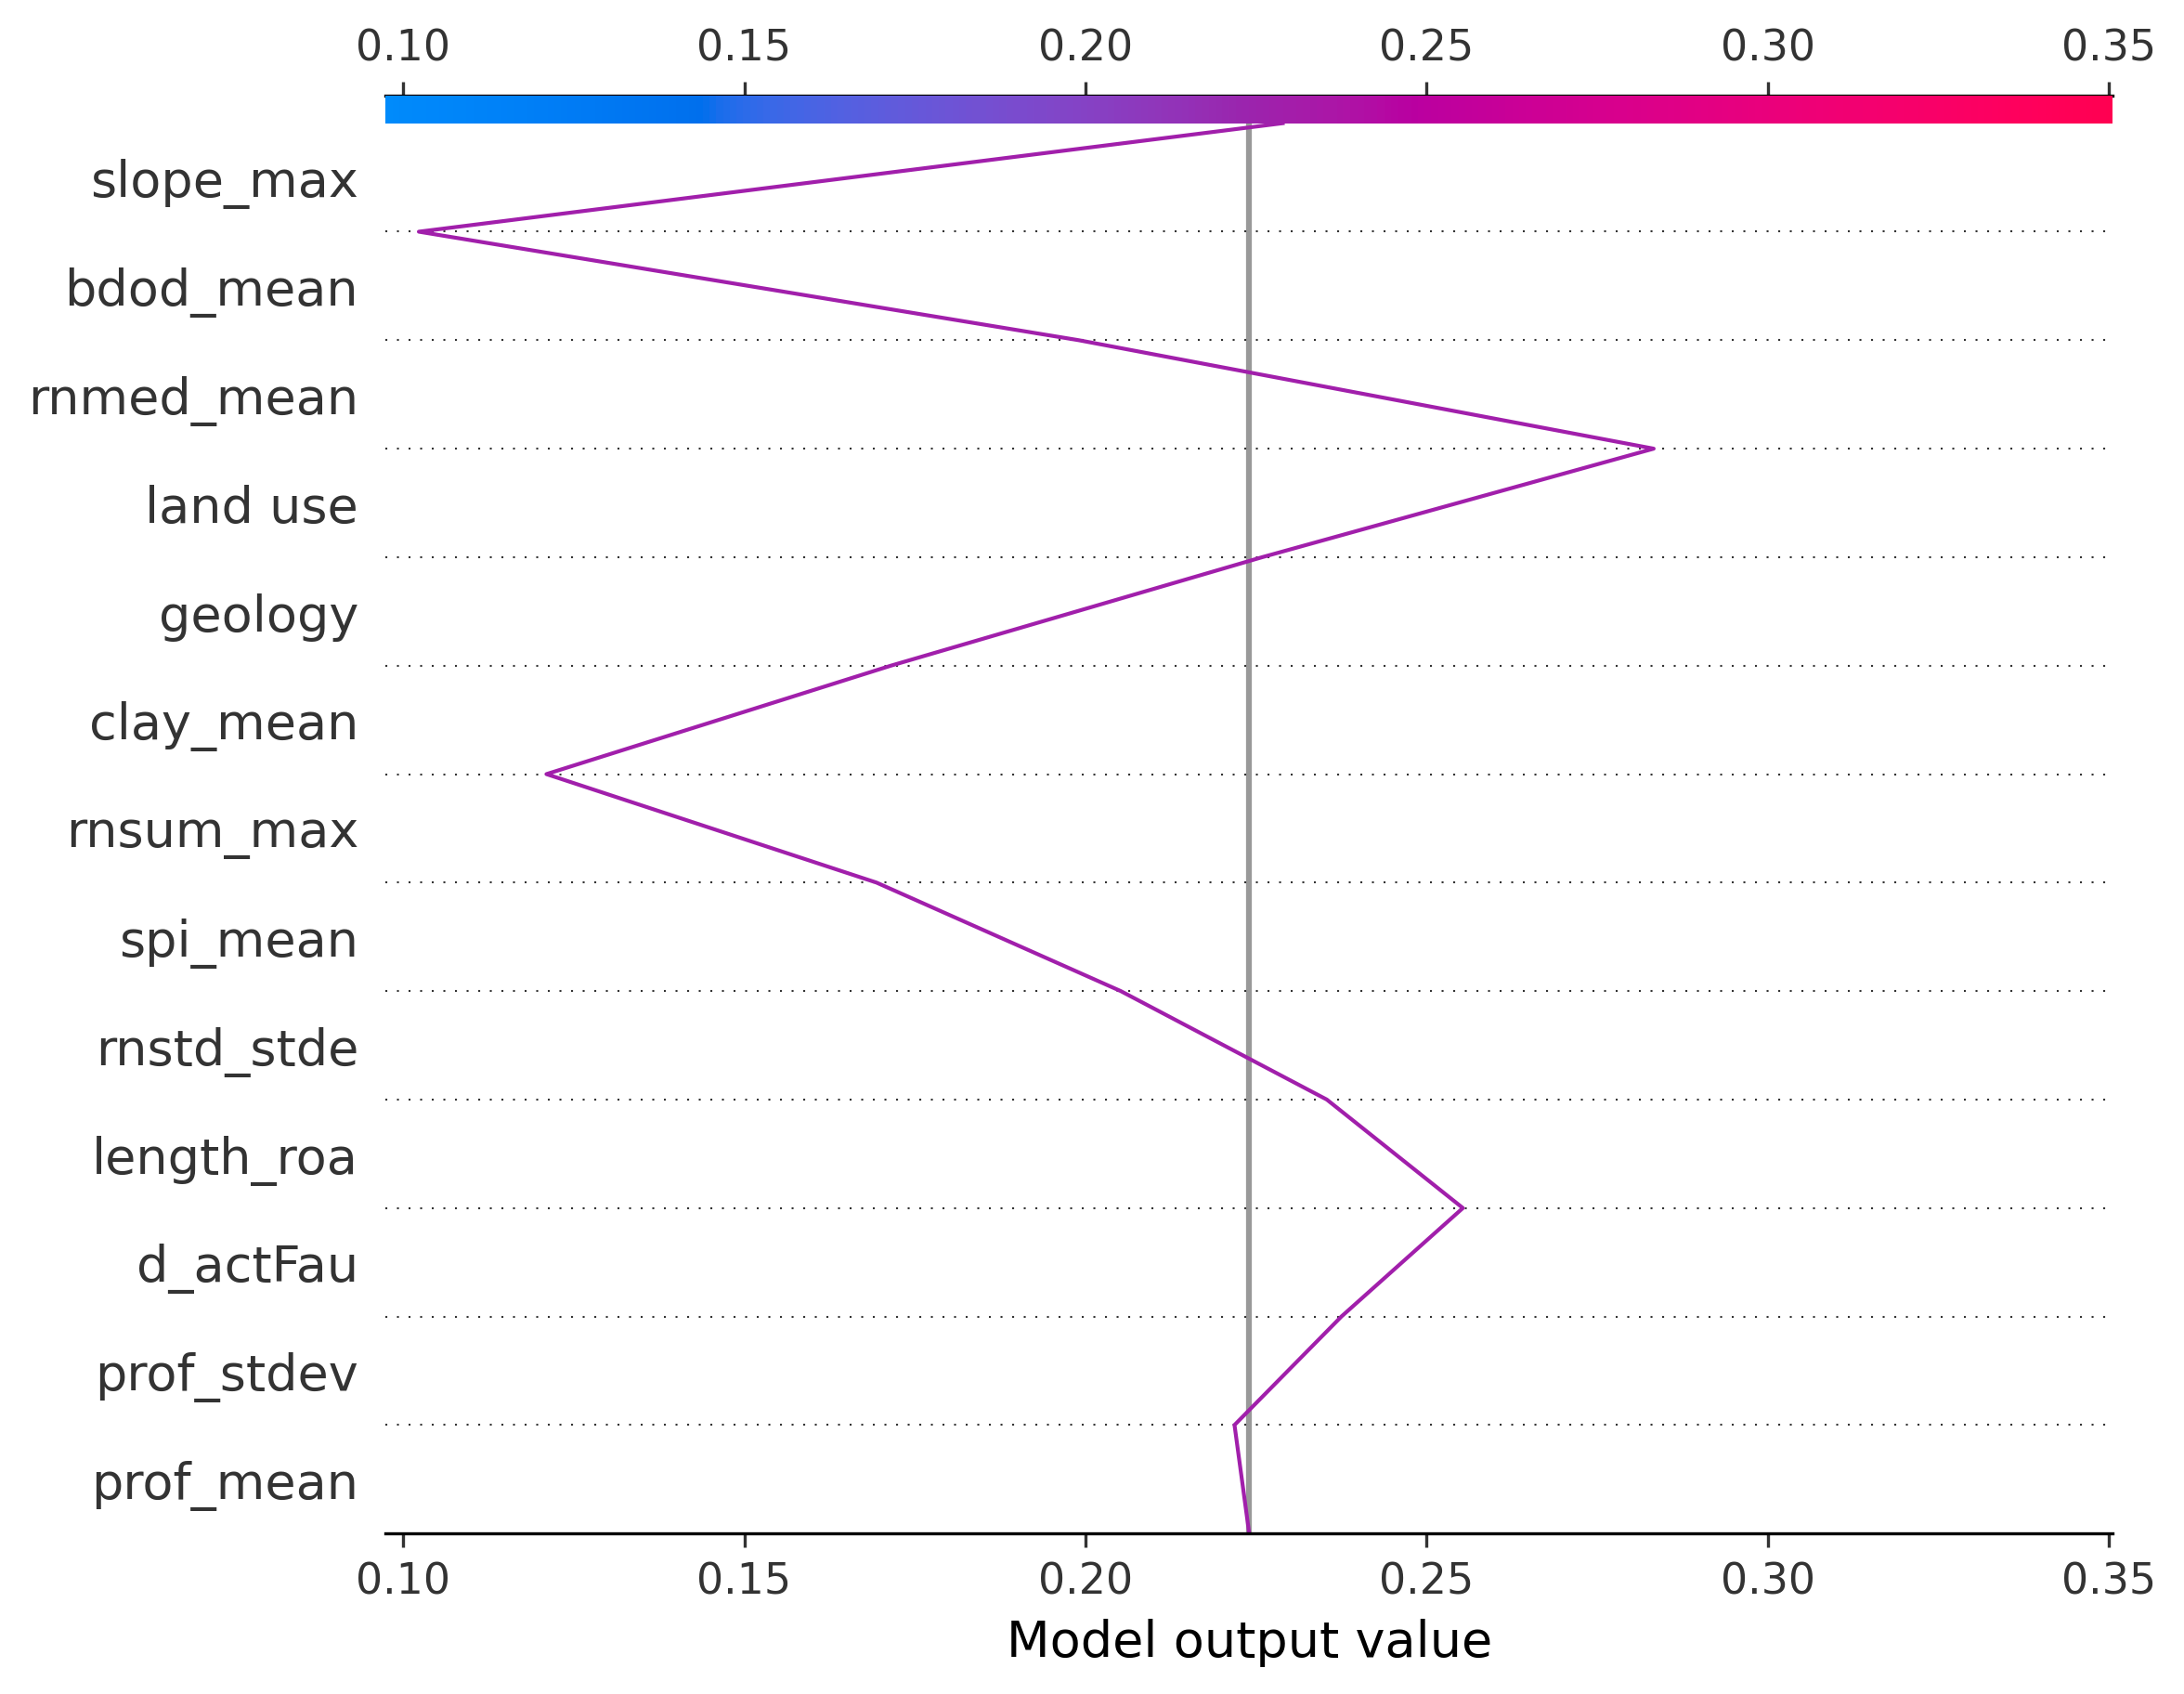 0.10 0.15 0.20 0.25 0.30 0.35
slope_max
bdod_mean
rnmed_mean
land use
geology
clay_mean
rnsum_max
spi_mean
rnstd_stde
length_roa
d_actFau
prof_stdev
prof_mean
0.10 0.15 0.20 0.25 0.30 0.35
Model output value